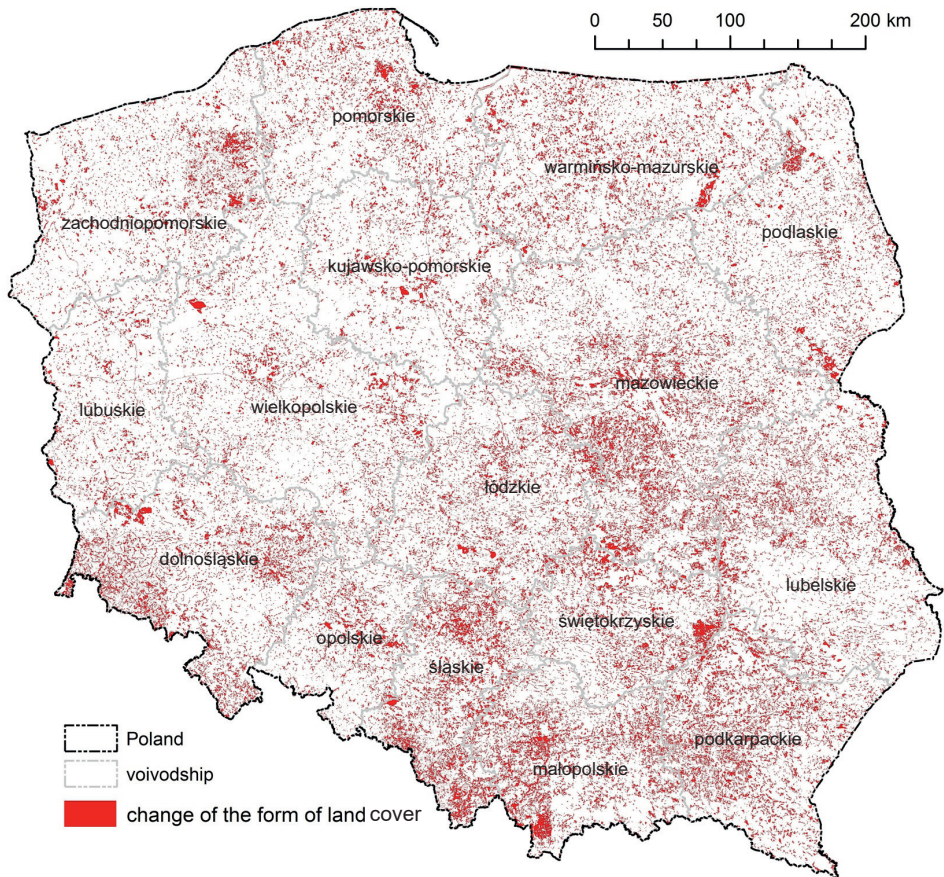 0 50 100 200 km
pomorskie
warmińsko-mazurskie
zachodniopomorskie
podlaskie
kujawsko-pomorskie
mazowieckie
lubuskie
wielkopolskie
łódzkie
dolnośląskie
lubelskie
świętokrzyskie
opolskie
śląskie
podkarpackie
małopolskie
Poland
voivodship
change of the form of land cover